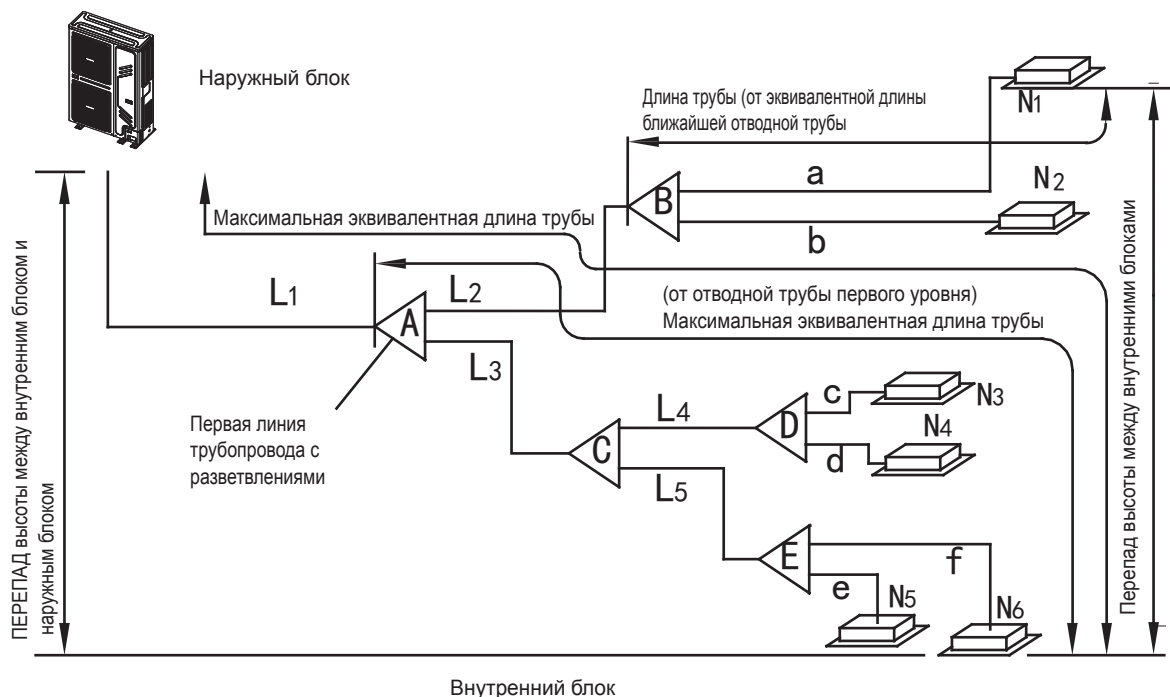 Наружный блок
Длина трубы (от эквивалентной длины
ближайшей отводной трубы
N1
a
N2
B
b
Максимальная эквивалентная длина трубы
L1
L2
(от отводной трубы первого уровня)
Максимальная эквивалентная длина трубы
A
L3
Первая линия
трубопровода с
разветвлениями
L4
c
N3
D
N4
d
C
L5
E
f
e
N5
N6
ПЕРЕПАД высоты между внутренним блоком и
наружным блоком
Перепад высоты между внутренними блоками
Внутренний блок